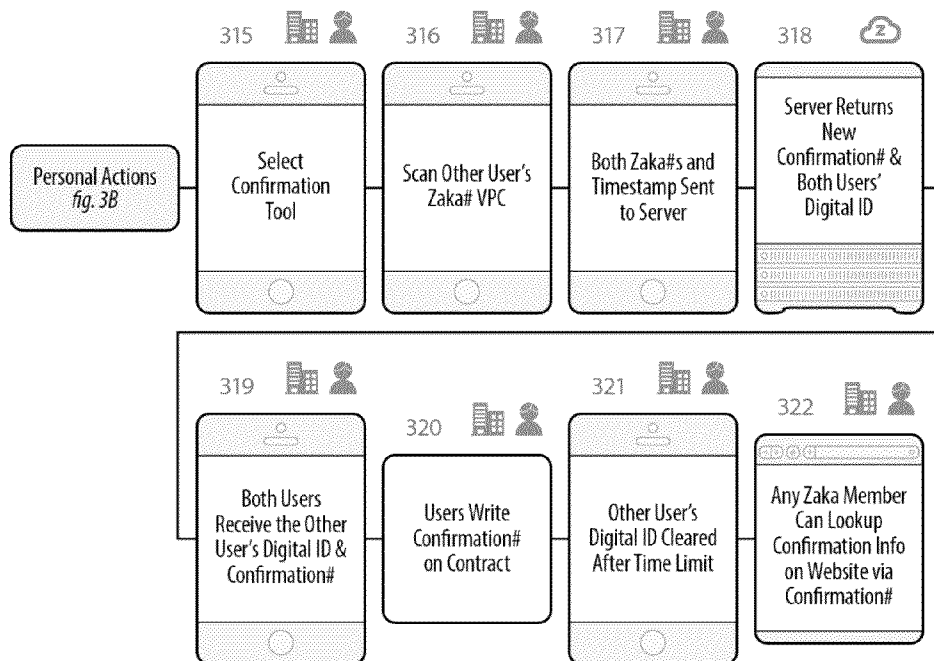 315
316
317
318
Z
Personal Actions
fig. 3B
Select
Confirmation
Tool
Scan Other User's
Zaka# VPC
Both Zaka#s and
Timestamp Sent
to Server
Server Returns
New
Confirmation# &
Both Users'
Digital ID
319
320
321
322
Both Users
Receive the Other
User's Digital ID &
Confirmation#
Users Write
Confirmation#
on Contract
Other User's
Digital ID Cleared
After Time Limit
Any Zaka Member
Can Lookup
Confirmation Info
on Website via
Confirmation#